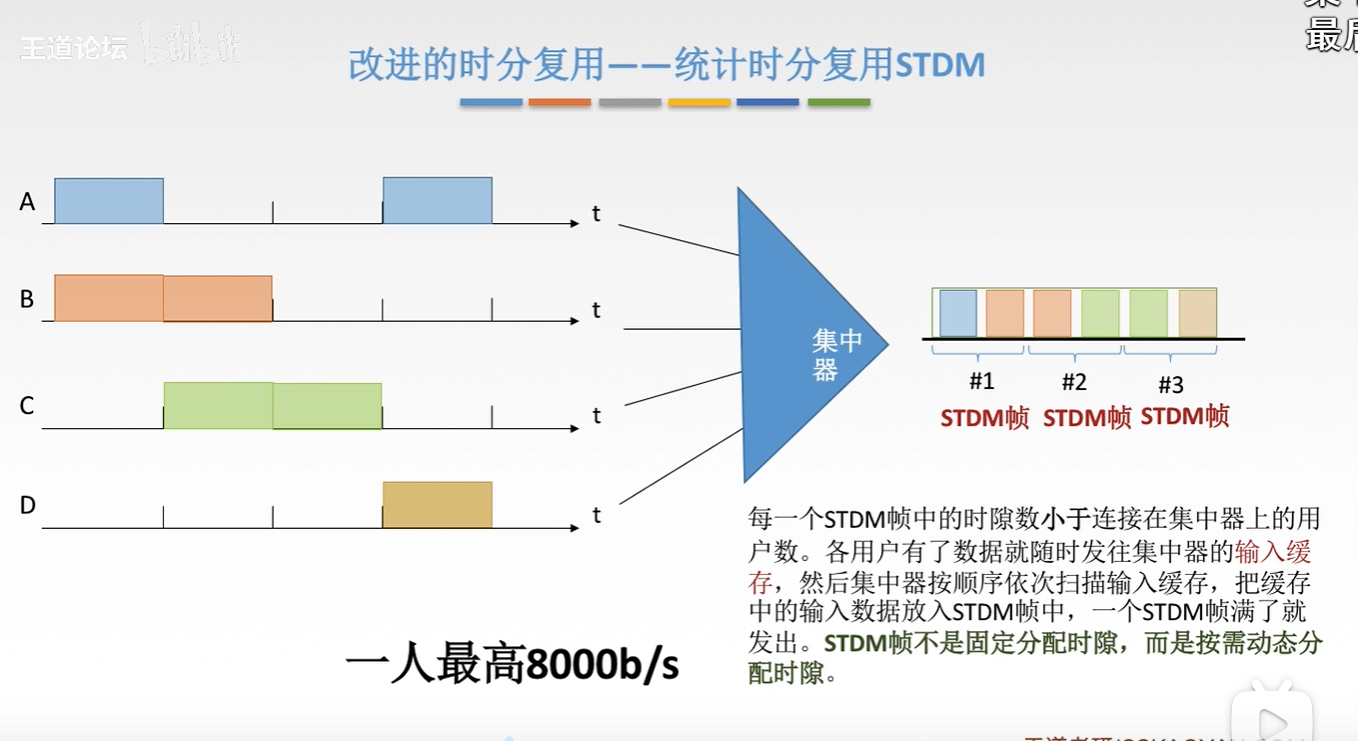 王道论坛 bilibili
最后
改进的时分复用——统计时分复用STDM
A
t
B
t
C
t
D
t
集中
器
#1
#2
#3
STDM帧 STDM帧 STDM帧
每一个STDM帧中的时隙数小于连接在集中器上的用
户数。各用户有了数据就随时发往集中器的输入缓
存，然后集中器按顺序依次扫描输入缓存，把缓存
中的输入数据放入STDM帧中，一个STDM帧满了就
发出。STDM帧不是固定分配时隙，而是按需动态分
配时隙。
一人最高8000b/s